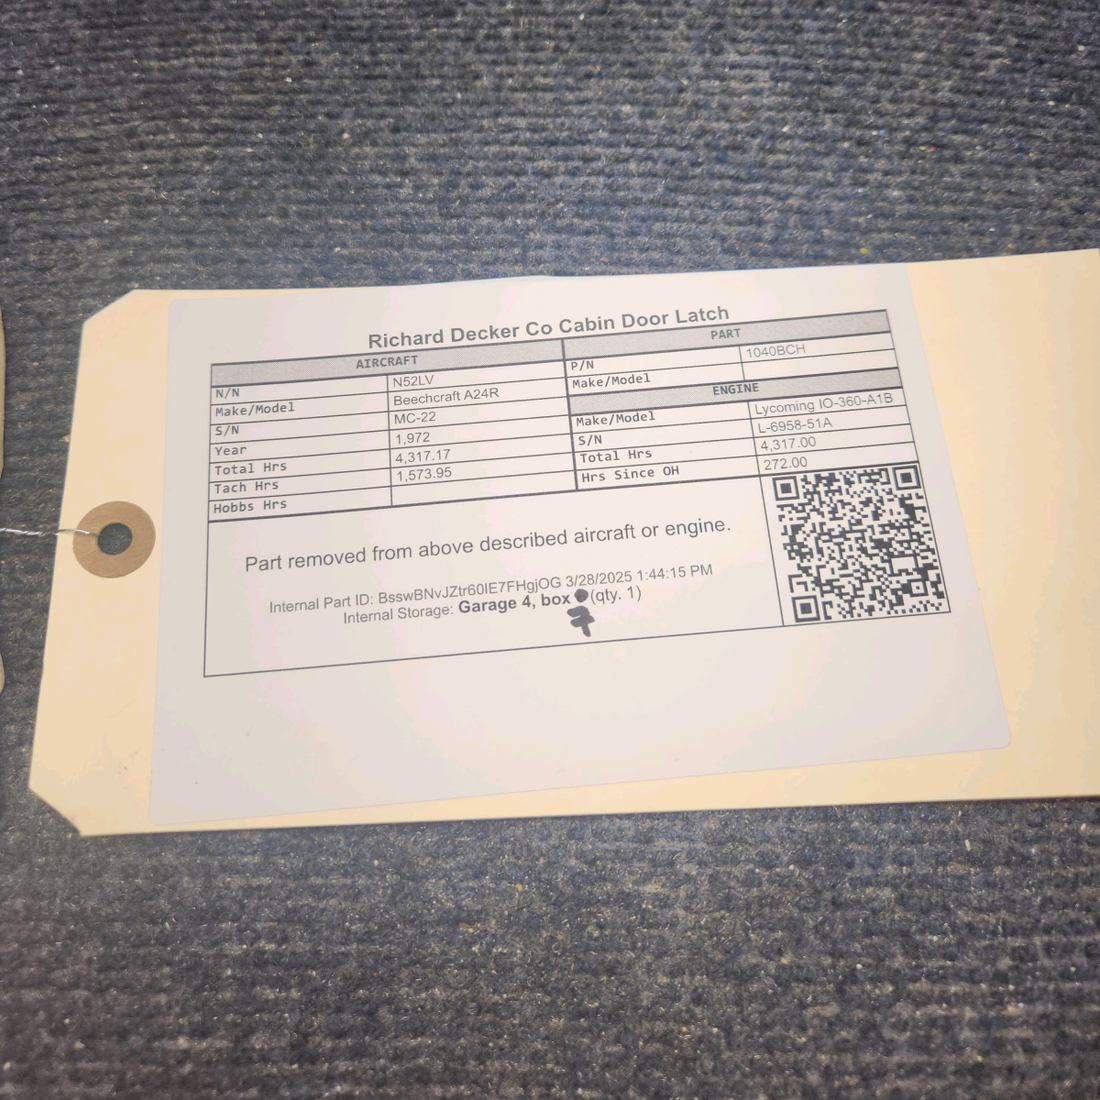 Richard Decker Co Cabin Door Latch
AIRCRAFT
N/N N52LV
Make/Model Beechcraft A24R
S/N MC-22
Year 1,972
Total Hrs 4,317.17
Tach Hrs 1,573.95
Hobbs Hrs
PART
P/N 1040BCH
Make/Model
ENGINE
Make/Model Lycoming IO-360-A1B
S/N L-6958-51A
Total Hrs 4,317.00
Hrs Since OH 272.00
Part removed from above described aircraft or engine.
Internal Part ID: BsswBNvJZtr60IE7FHgjOG 3/28/2025 1:44:15 PM
Internal Storage: Garage 4, box (qty. 1)
7